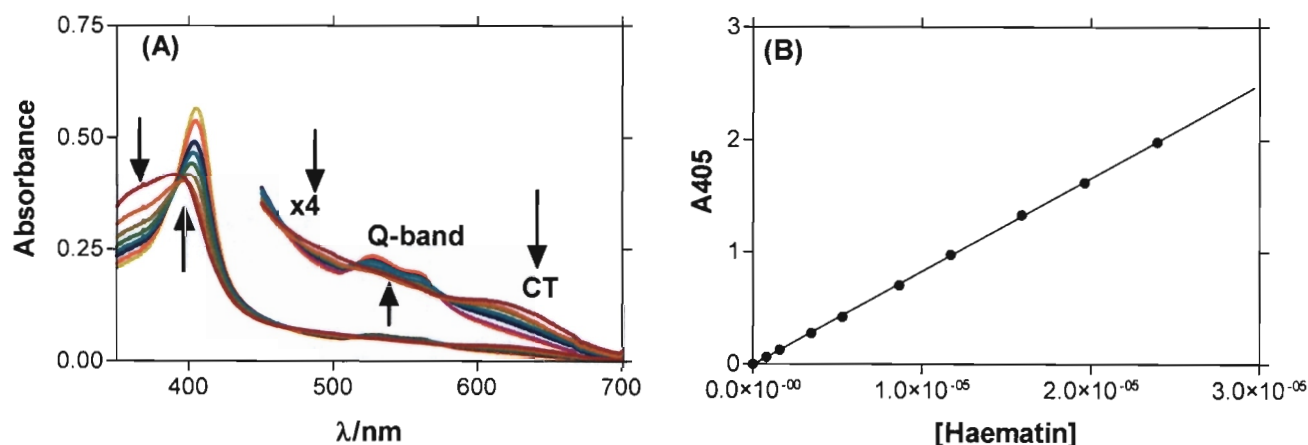 (A)
0.75
0.50
0.25
0.00
Absorbance
x4
Q-band
CT
400
500
600
700
λ/nm
(B)
3
2
1
0
A405
0.0×10⁻⁰⁰
1.0×10⁻⁰⁵
2.0×10⁻⁰⁵
3.0×10⁻⁰⁵
[Haematin]